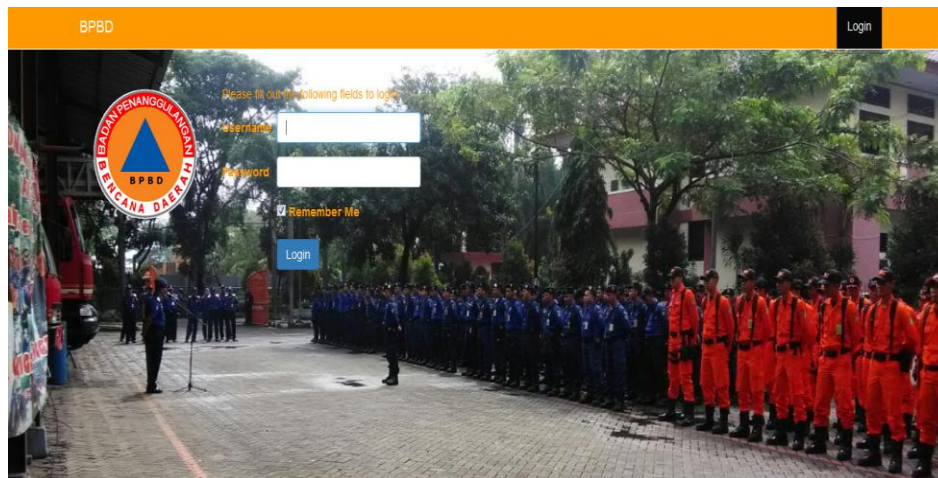 BPBD
Login
Please fill out the following fields to login:
BADAN PENANGGULANGAN
BPBD
BENCANA DAERAH
Username
Password
Remember Me
Login